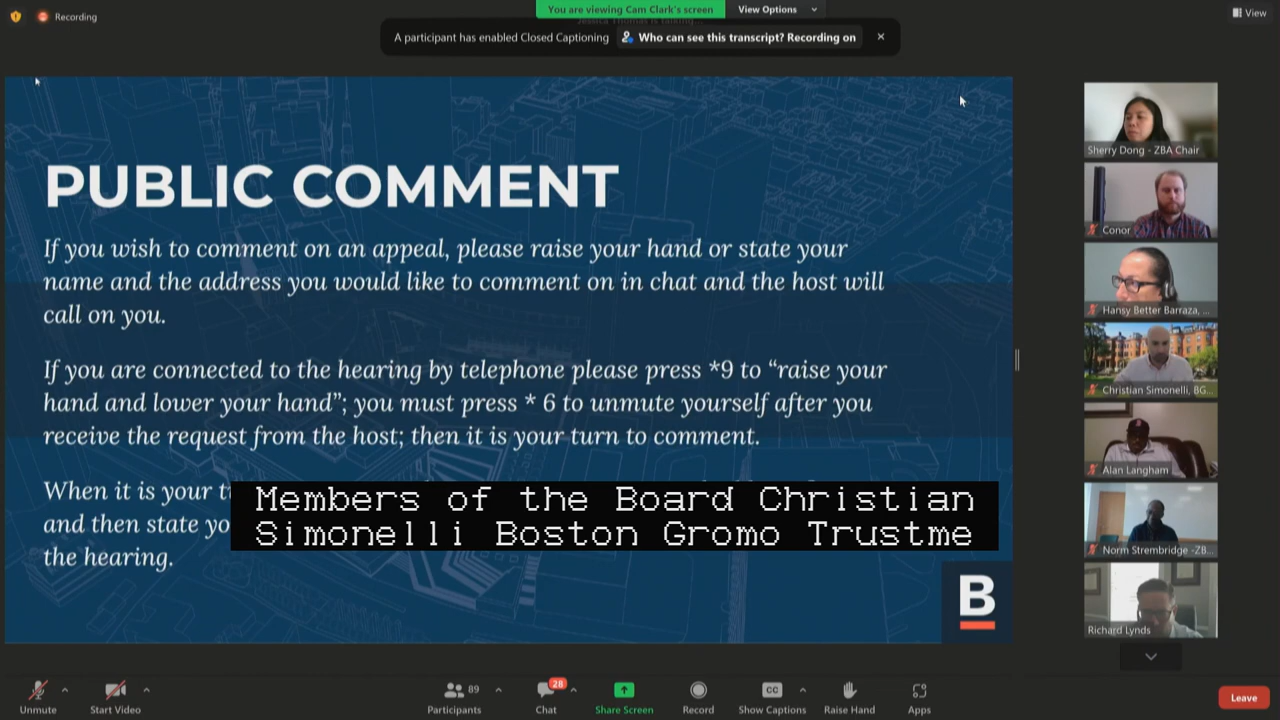 You are viewing Cam Clark's screen
View Options
Recording
View
Jessica Thomas is talking...
A participant has enabled Closed Captioning
Who can see this transcript? Recording on
PUBLIC COMMENT
If you wish to comment on an appeal, please raise your hand or state your
name and the address you would like to comment on in chat and the host will
call on you.
If you are connected to the hearing by telephone please press *9 to “raise your
hand and lower your hand”; you must press * 6 to unmute yourself after you
receive the request from the host; then it is your turn to comment.
When it is your
and then state
the hearing.
Members of the Board Christian
Simonelli Boston Gromo Trustme
B
Sherry Dong - ZBA Chair
Conor
Hansy Better Barraza, ...
Christian Simonelli, BG...
Alan Langham
Norm Strembridge -ZB...
Richard Lynds
Unmute
Start Video
Participants
89
Chat
28
Share Screen
Record
CC
Show Captions
Raise Hand
Apps
Leave